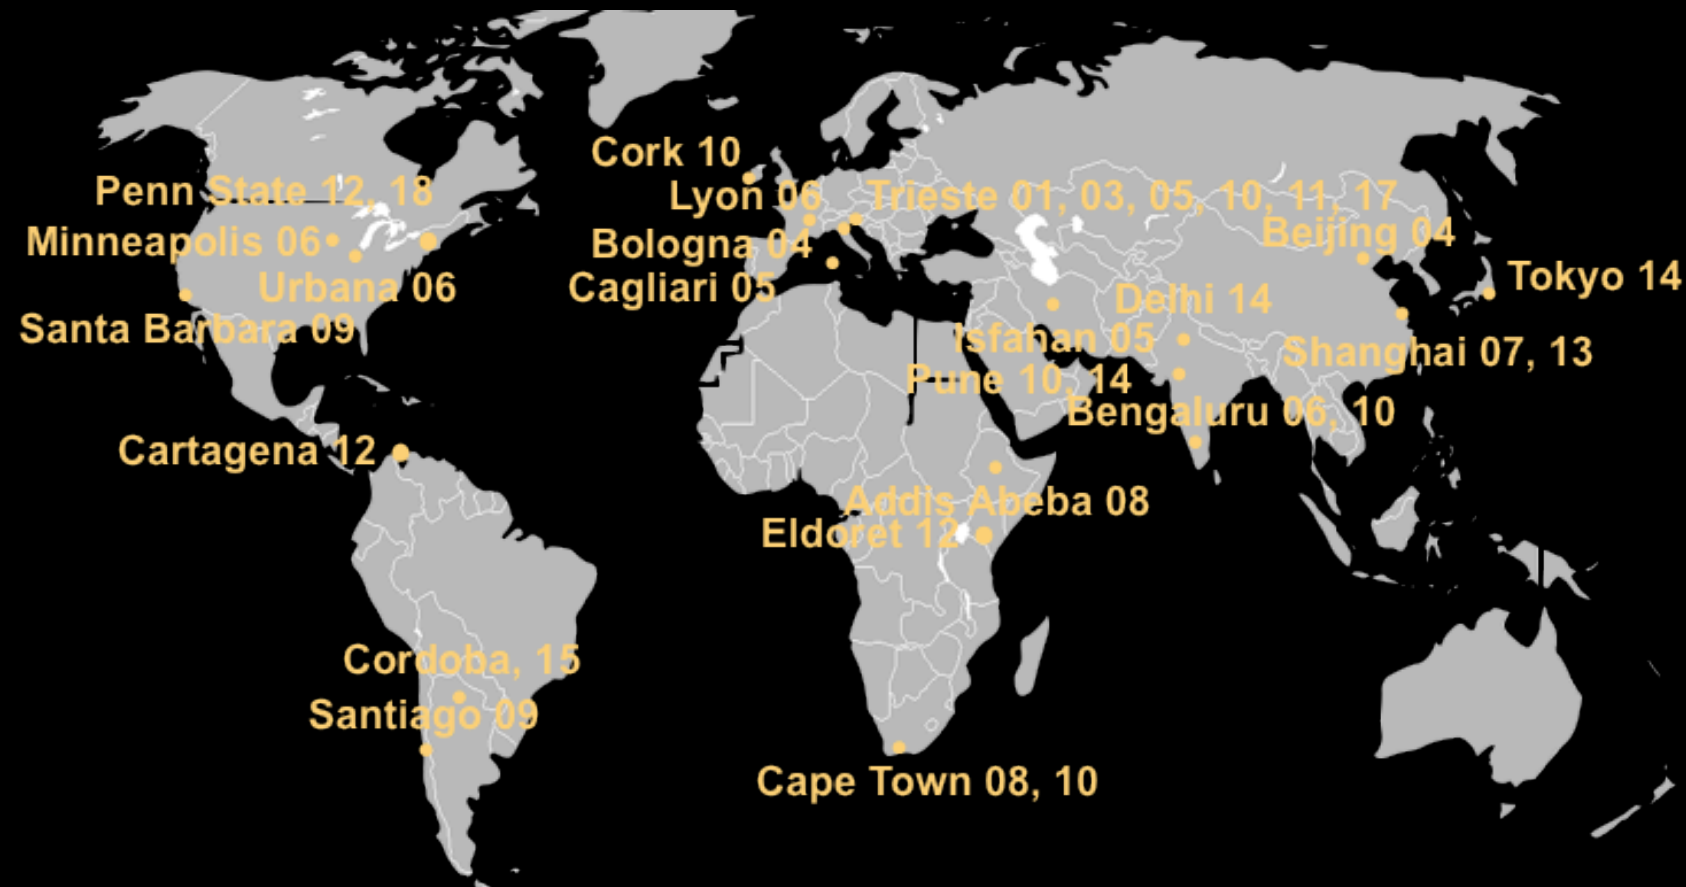 Cork 10
Penn State 12, 18
Lyon 06
Trieste 01, 03, 05, 10, 11, 17
Minneapolis 06
Bologna 04
Beijing 04
Urbana 06
Cagliari 05
Tokyo 14
Delhi 14
Santa Barbara 09
Isfahan 05
Shanghai 07, 13
Pune 10, 14
Bengaluru 06, 10
Cartagena 12
Addis Abeba 08
Eldoret 12
Cordoba, 15
Santiago 09
Cape Town 08, 10